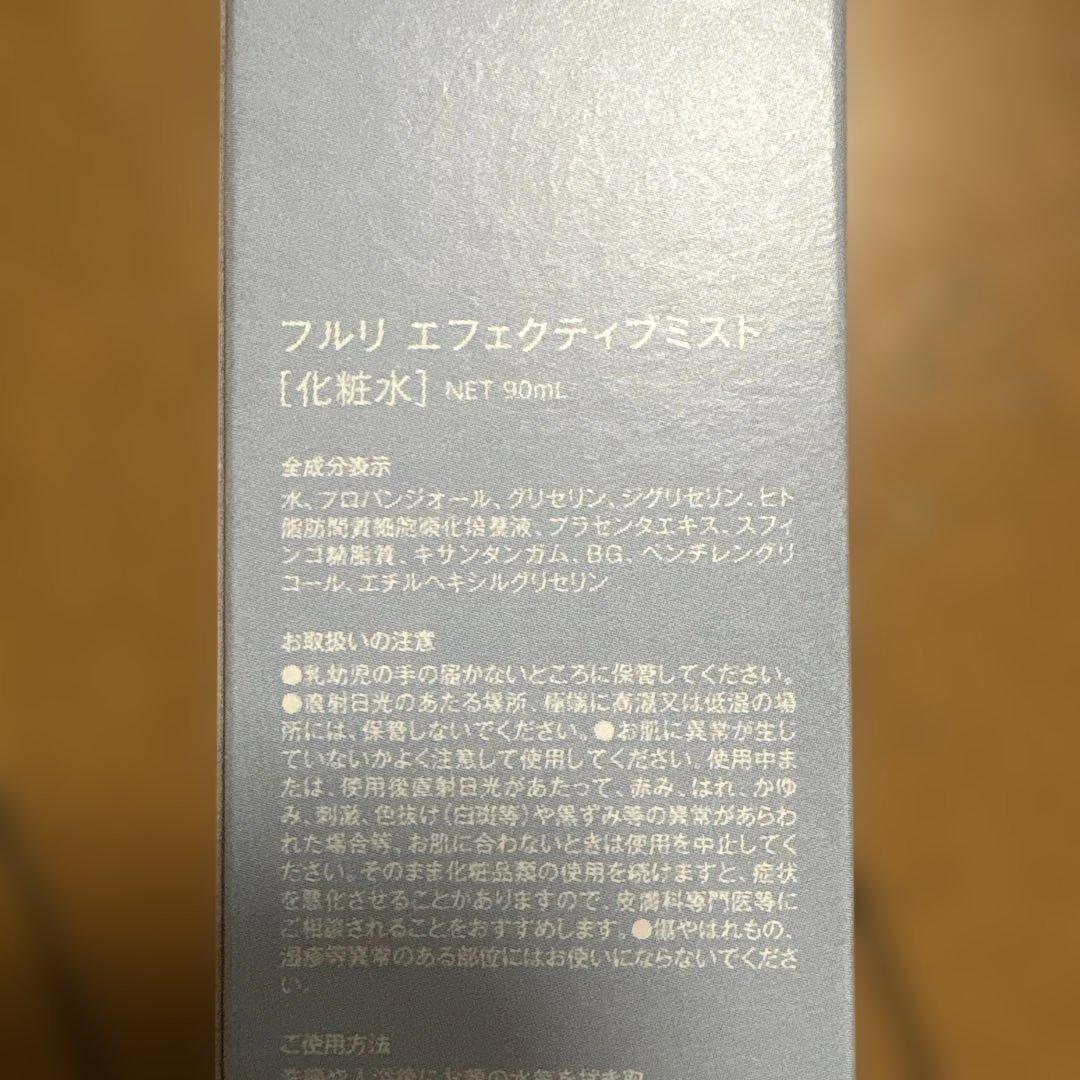 フルリ エフェクティブミスト
[化粧水] NET 90mL
全成分表示
水、プロパンジオール、グリセリン、ジグリセリン、ヒト
脂肪間質細胞順化培養液、プラセンタエキス、スフィ
ンゴ糖脂質、キサンタンガム、BG、ペンチレングリ
コール、エチルヘキシルグリセリン
お取扱いの注意
●乳幼児の手の届かないところに保管してください。
●直射日光のあたる場所、極端に高温又は低温の場
所には、保管しないでください。●お肌に異常が生じ
ていないかよく注意して使用してください。使用中ま
たは、使用後直射日光があたって、赤み、はれ、かゆ
み、刺激、色抜け(白斑等)や黒ずみ等の異常があらわ
れた場合等、お肌に合わないときは使用を中止してく
ださい。そのまま化粧品類の使用を続けますと、症状
を悪化させることがありますので、皮膚科専門医等に
ご相談されることをおすすめします。●傷やはれもの、
湿疹等異常のある部位にはお使いにならないでくださ
い。
ご使用方法
洗顔や入浴後にお顔の水気を拭き取